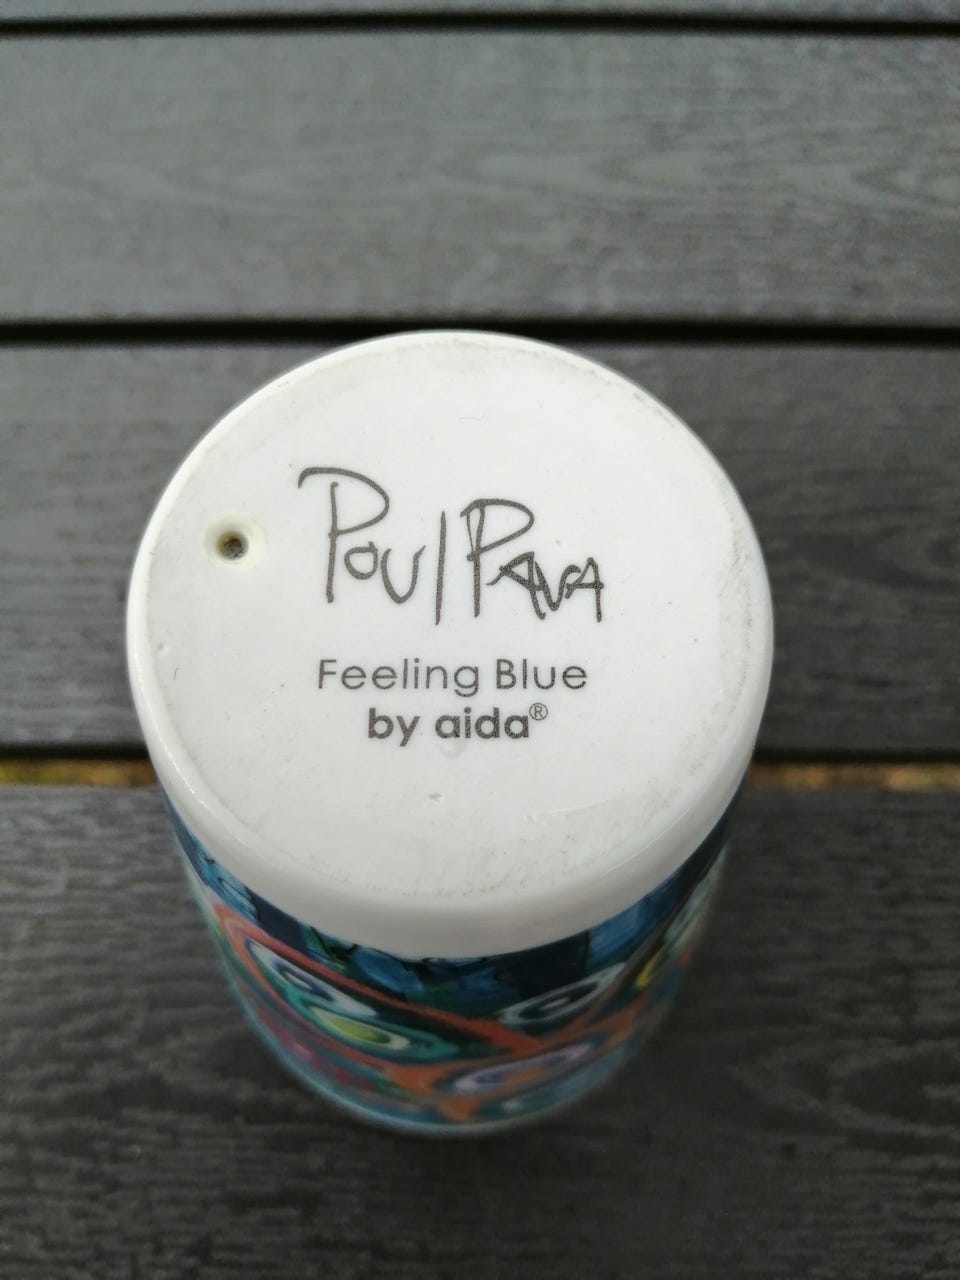 Poul Pava
Feeling Blue
by aida®